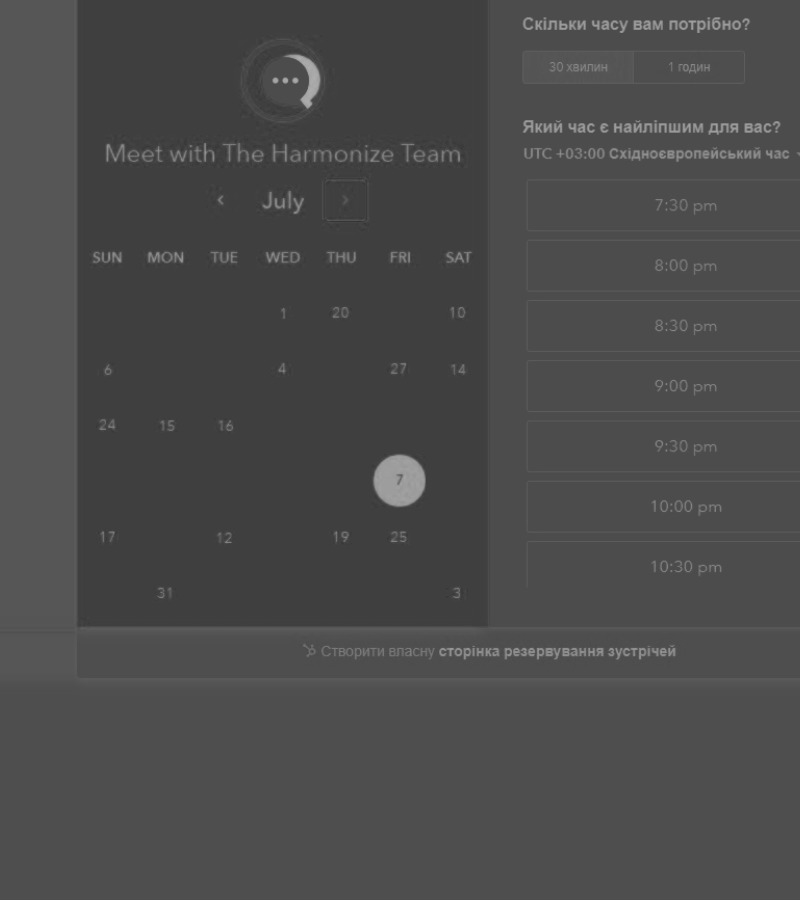 Meet with The Harmonize Team
July
SUN MON TUE WED THU FRI SAT
1 20 10
6 4 27 14
24 15 16
7
17 12 19 25
31 3
Скільки часу вам потрібно?
30 хвилин 1 годин
Який час є найліпшим для вас?
UTC +03:00 Східноєвропейський час
7:30 pm
8:00 pm
8:30 pm
9:00 pm
9:30 pm
10:00 pm
10:30 pm
Створити власну сторінка резервування зустрічей